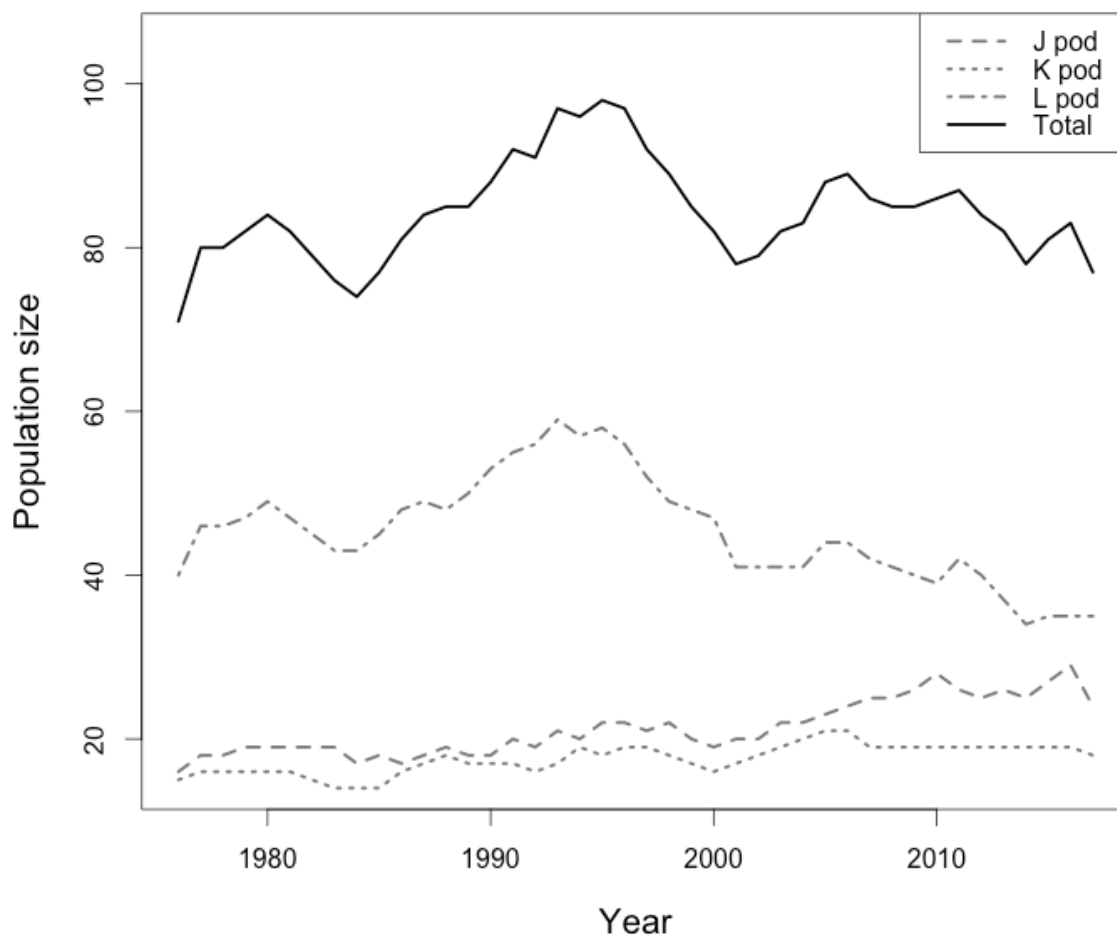 J pod
K pod
L pod
Total
100
80
60
40
20
Population size
1980 1990 2000 2010
Year